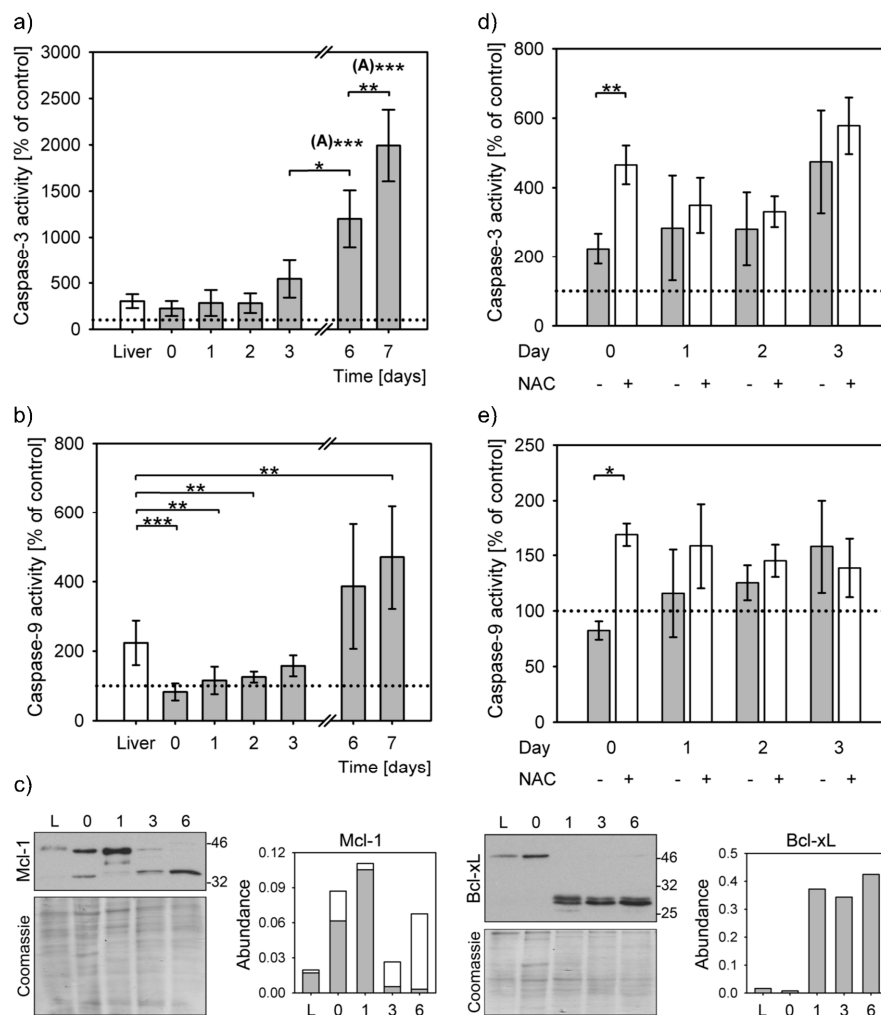 a)
Caspase-3 activity [% of control]
3000
2500
2000
1500
1000
500
0
(A)***
**
(A)***
*
Liver 0 1 2 3 6 7
Time [days]
d)
Caspase-3 activity [% of control]
800
600
400
200
0
**
Day 0 1 2 3
NAC - + - + - + - +
b)
Caspase-9 activity [% of control]
800
600
400
200
0
**
**
**
***
Liver 0 1 2 3 6 7
Time [days]
e)
Caspase-9 activity [% of control]
250
200
150
100
50
0
*
Day 0 1 2 3
NAC - + - + - + - +
c)
L 0 1 3 6
Mcl-1
-46
-32
Coomassie
Mcl-1
Abundance
0.12
0.09
0.06
0.03
0.00
L 0 1 3 6
L 0 1 3 6
Bcl-xL
-46
-32
-25
Coomassie
Bcl-xL
Abundance
0.5
0.4
0.3
0.2
0.1
0.0
L 0 1 3 6